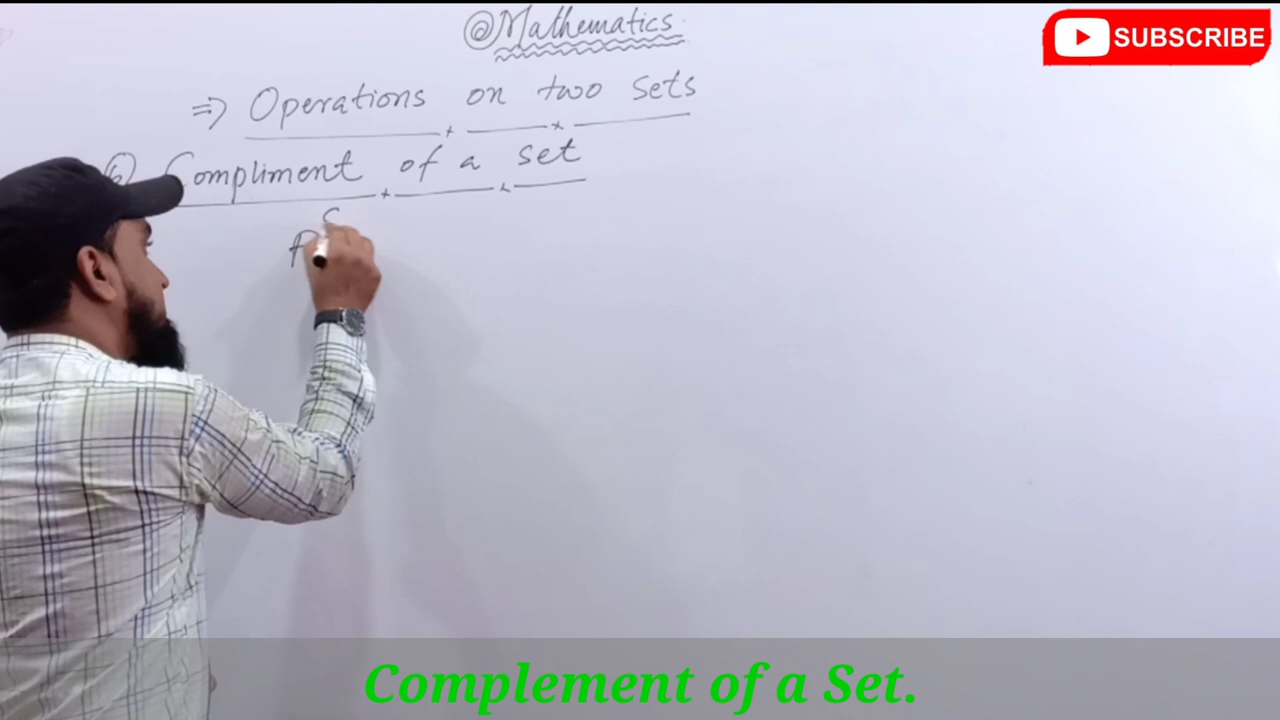 @Mathematics
SUBSCRIBE
⇒ Operations on two sets
Compliment of a set
Complement of a Set.